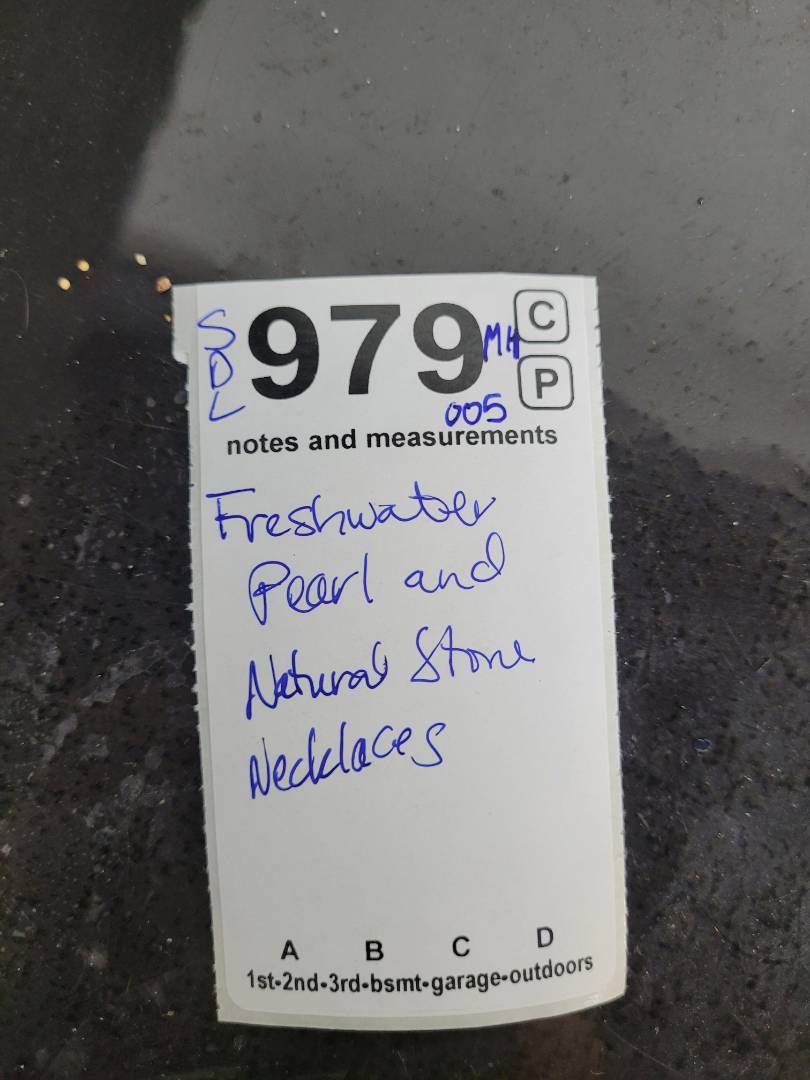 SDL
979
MH
C
P
005
notes and measurements
Freshwater
Pearl and
Natural Stone
Necklaces
A B C D
1st-2nd-3rd-bsmt-garage-outdoors